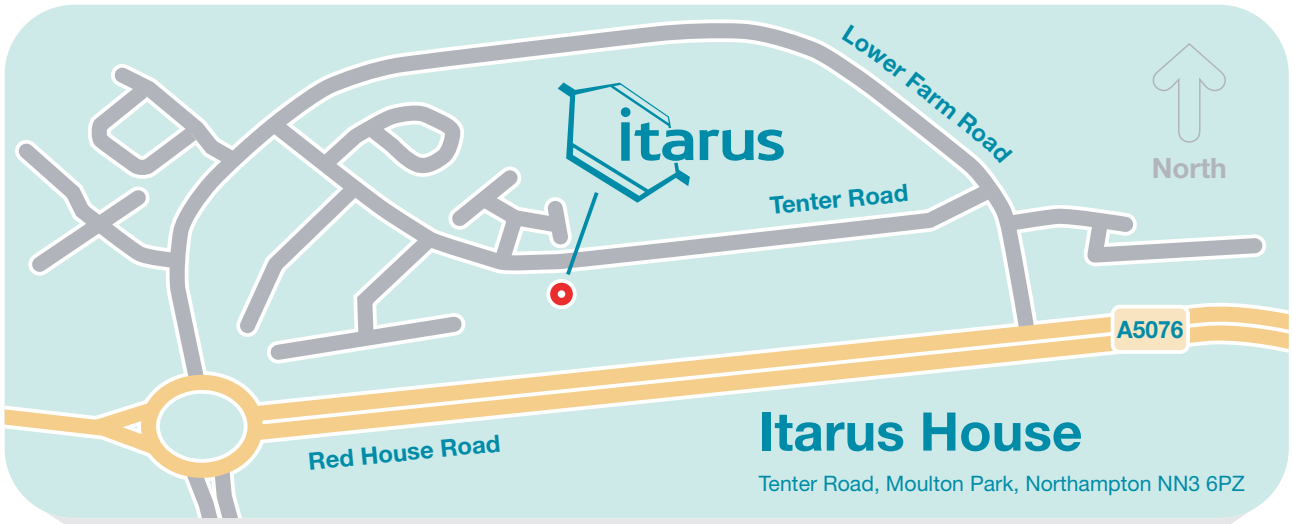 Lower Farm Road
itarus
North
Tenter Road
A5076
Itarus House
Red House Road
Tenter Road, Moulton Park, Northampton NN3 6PZ